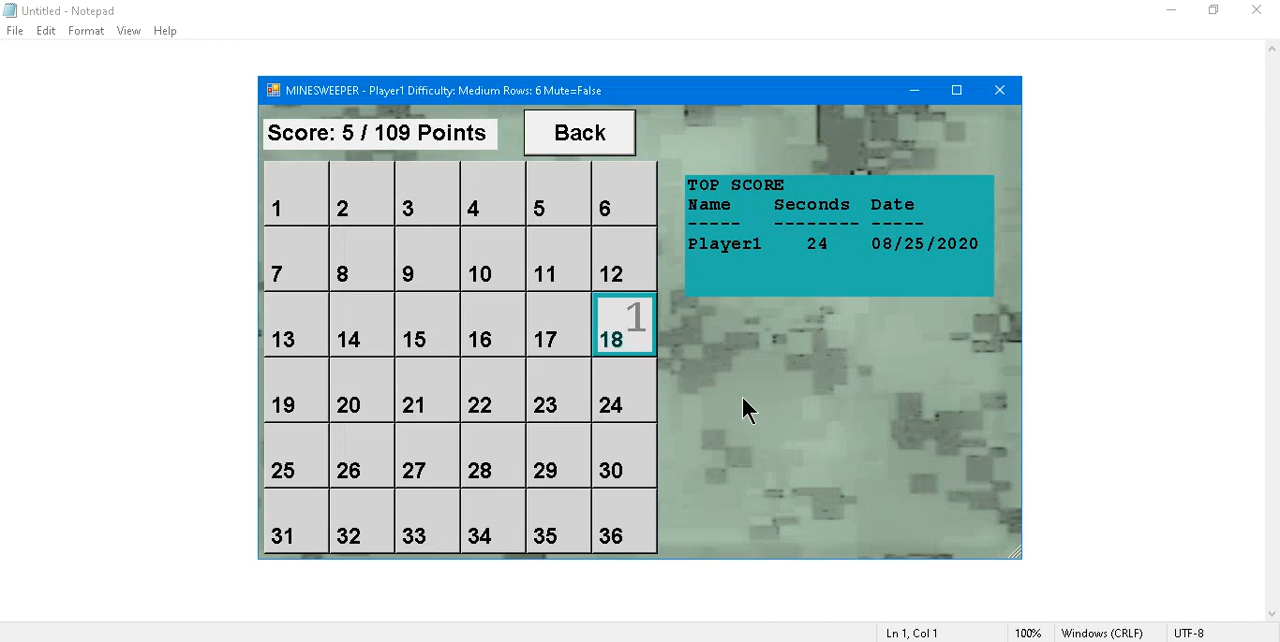 Untitled - Notepad
File Edit Format View Help
MINESWEEPER - Player1 Difficulty: Medium Rows: 6 Mute=False
Score: 5 / 109 Points
Back
1 2 3 4 5 6
7 8 9 10 11 12
1
13 14 15 16 17 18
19 20 21 22 23 24
25 26 27 28 29 30
31 32 33 34 35 36
TOP SCORE
Name Seconds Date
----- -------- -----
Player1 24 08/25/2020
Ln 1, Col 1 100% Windows (CRLF) UTF-8